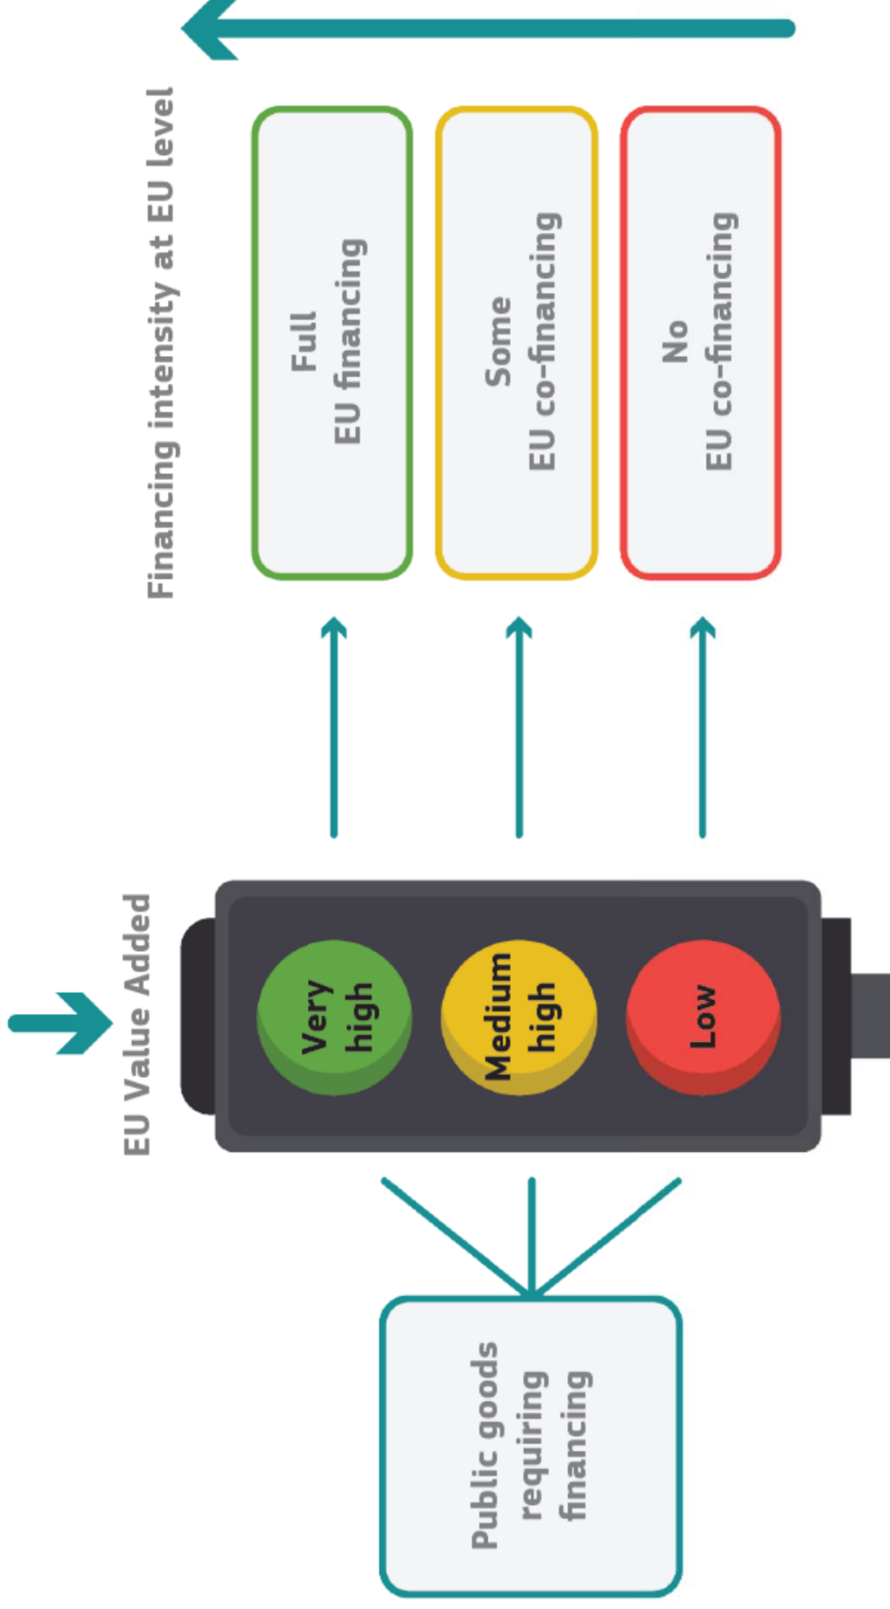 EU Value Added
Financing intensity at EU level
Public goods
requiring
financing
Very
high
Medium
high
Low
Full
EU financing
Some
EU co-financing
No
EU co-financing